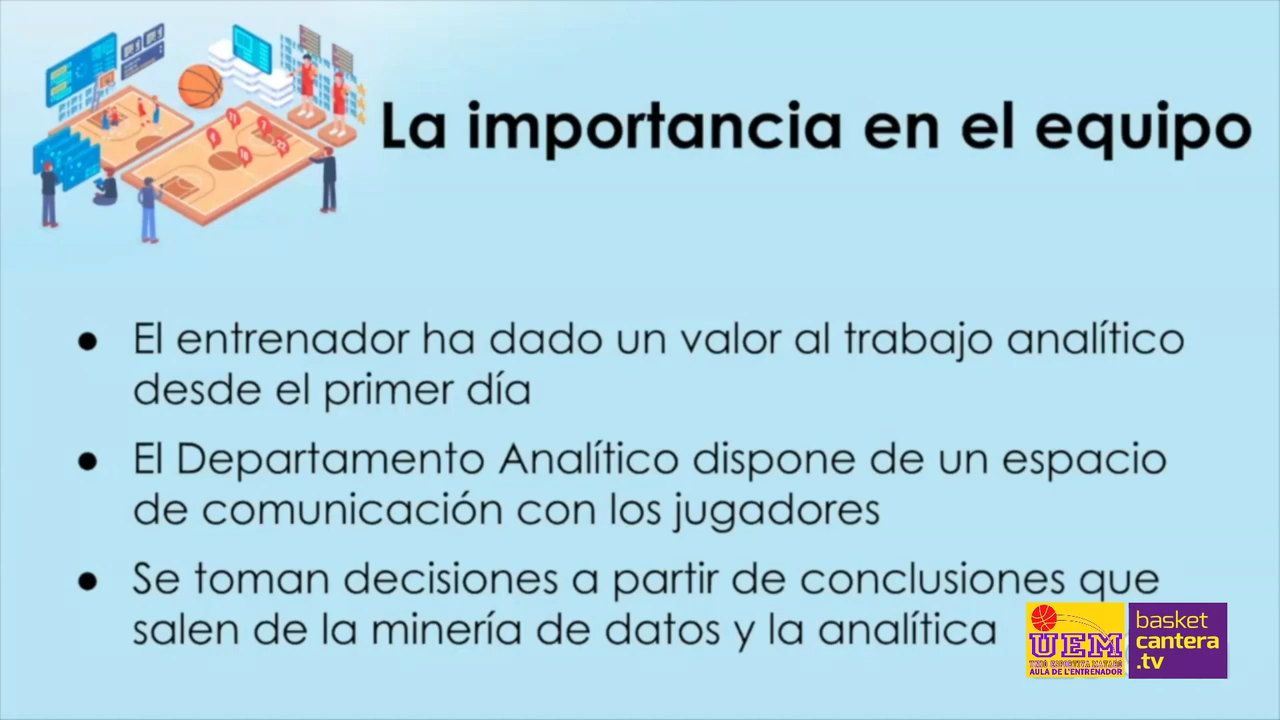 La importancia en el equipo
● El entrenador ha dado un valor al trabajo analítico
desde el primer día
● El Departamento Analítico dispone de un espacio
de comunicación con los jugadores
● Se toman decisiones a partir de conclusiones que
salen de la minería de datos y la analítica
UEM
AULA DE L'ENTRENADOR
basket
cantera
.tv